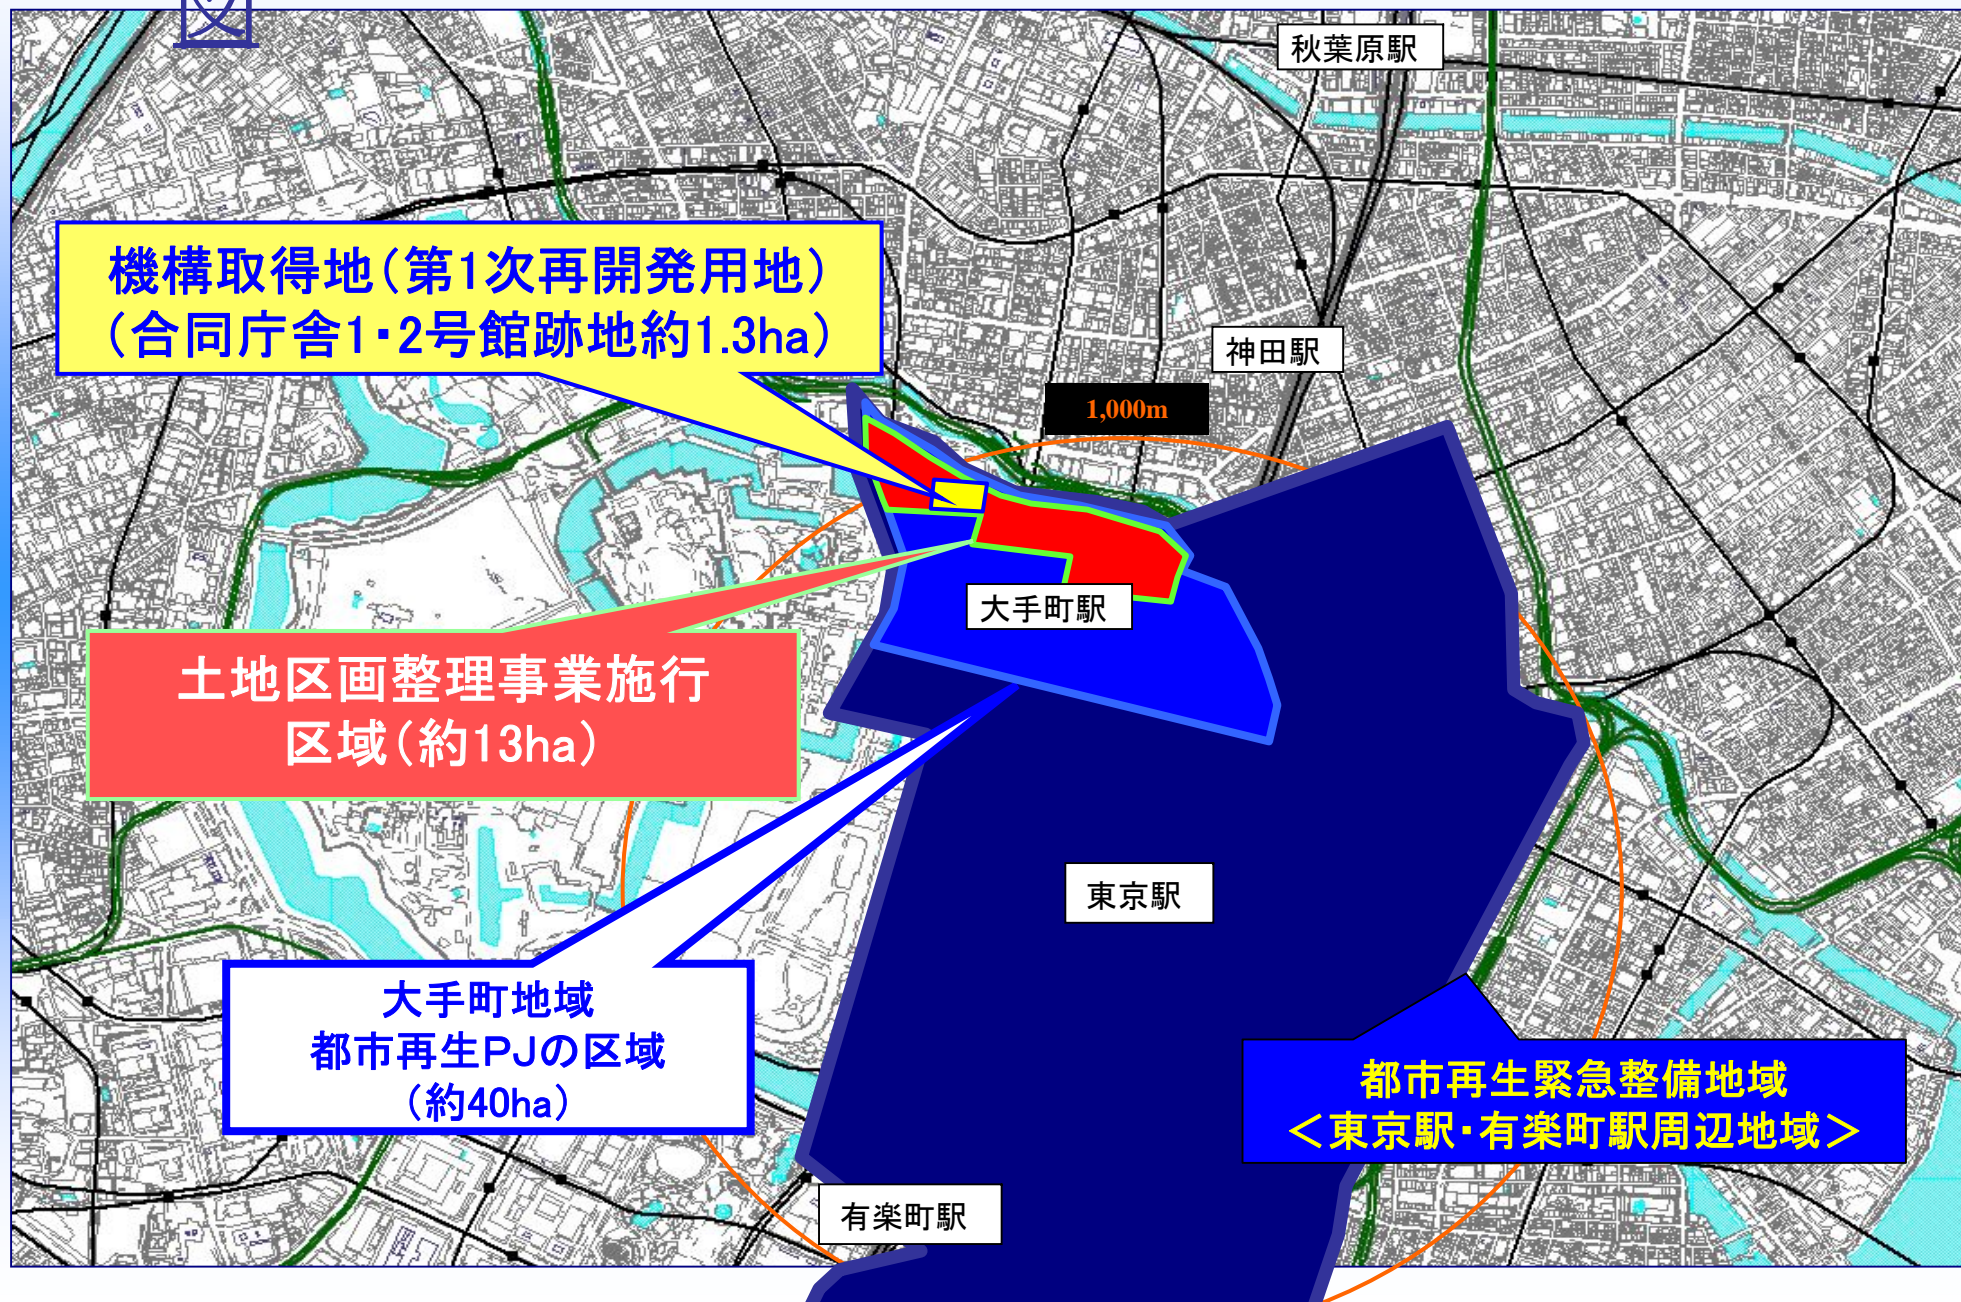 図
秋葉原駅
機構取得地(第1次再開発用地)
(合同庁舎1・2号館跡地約1.3ha)
神田駅
1,000m
大手町駅
土地区画整理事業施行
区域(約13ha)
東京駅
大手町地域
都市再生PJの区域
(約40ha)
都市再生緊急整備地域
<東京駅・有楽町駅周辺地域>
有楽町駅